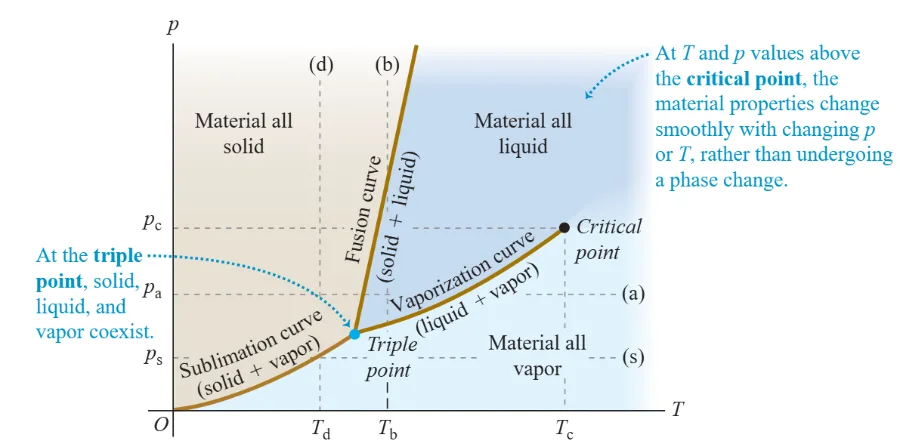 p
(d)
(b)
At T and p values above
the critical point, the
material properties change
smoothly with changing p
or T, rather than undergoing
a phase change.
Material all
solid
Material all
liquid
Fusion curve
(solid + liquid)
pc
Critical
point
At the triple
point, solid,
liquid, and
vapor coexist.
pa
(a)
Vaporization curve
(liquid + vapor)
Sublimation curve
(solid + vapor)
Triple
point
Material all
vapor
ps
(s)
O
Td
Tb
Tc
T